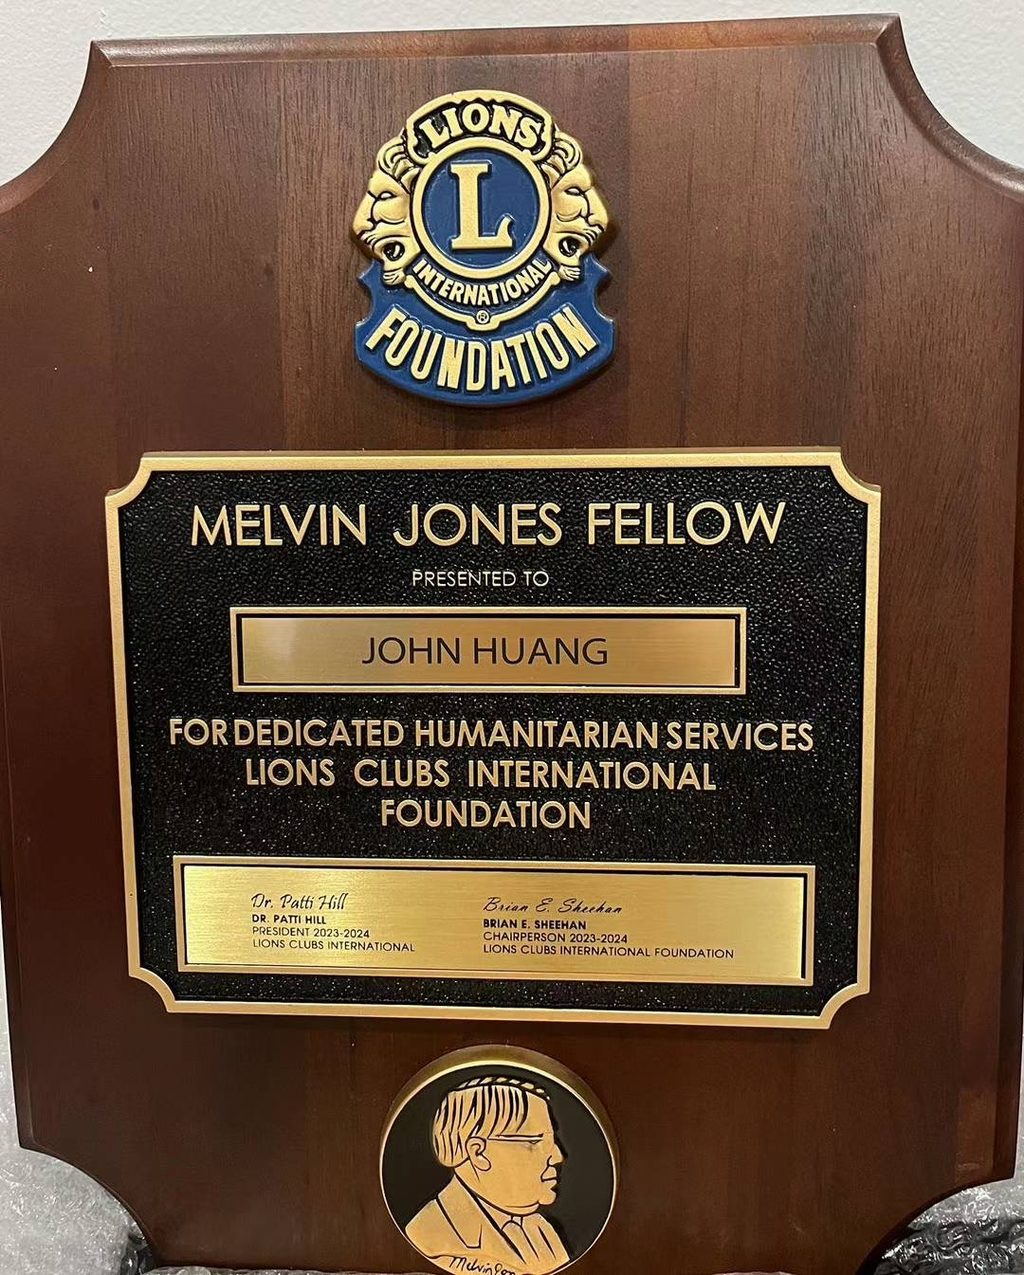 LIONS
L
INTERNATIONAL
®
FOUNDATION
MELVIN JONES FELLOW
PRESENTED TO
JOHN HUANG
FOR DEDICATED HUMANITARIAN SERVICES
LIONS CLUBS INTERNATIONAL
FOUNDATION
Dr. Patti Hill
DR. PATTI HILL
PRESIDENT 2023-2024
LIONS CLUBS INTERNATIONAL
Brian E. Sheehan
BRIAN E. SHEEHAN
CHAIRPERSON 2023-2024
LIONS CLUBS INTERNATIONAL FOUNDATION
Melvin Jon